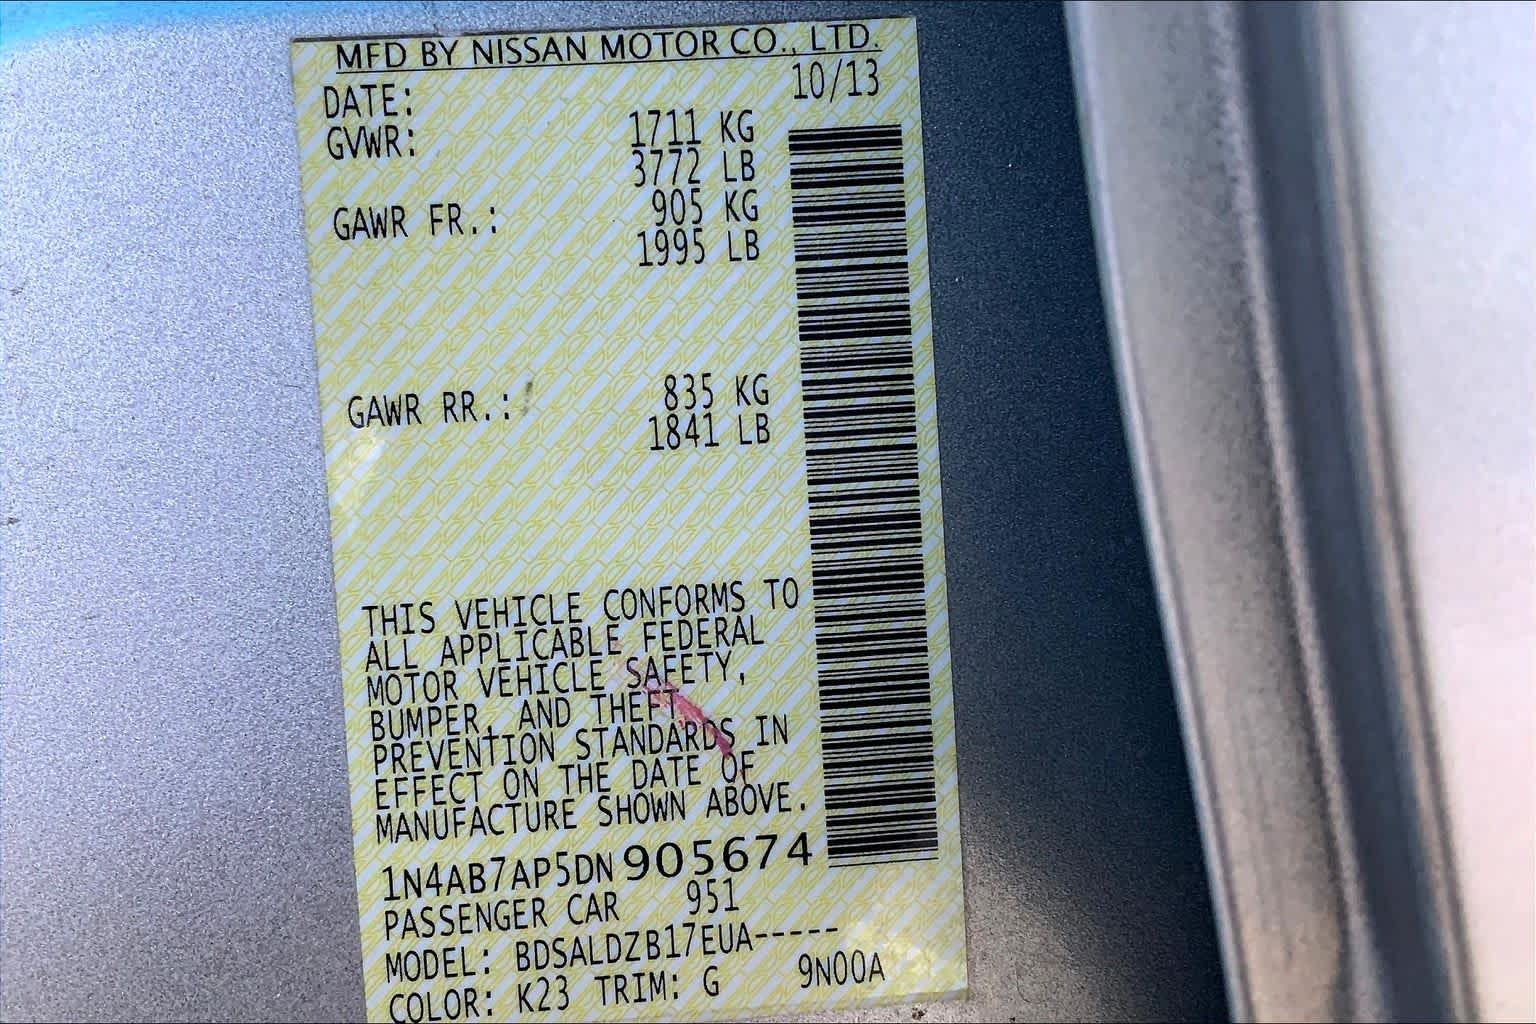 MFD BY NISSAN MOTOR CO., LTD.
DATE: 10/13
GVWR: 1711 KG
3772 LB
GAWR FR.: 905 KG
1995 LB
GAWR RR.: 835 KG
1841 LB
THIS VEHICLE CONFORMS TO
ALL APPLICABLE FEDERAL
MOTOR VEHICLE SAFETY,
BUMPER, AND THEFT
PREVENTION STANDARDS IN
EFFECT ON THE DATE OF
MANUFACTURE SHOWN ABOVE.
1N4AB7AP5DN905674
PASSENGER CAR 951
MODEL: BDSALDZB17EUA-----
COLOR: K23 TRIM: G 9N00A